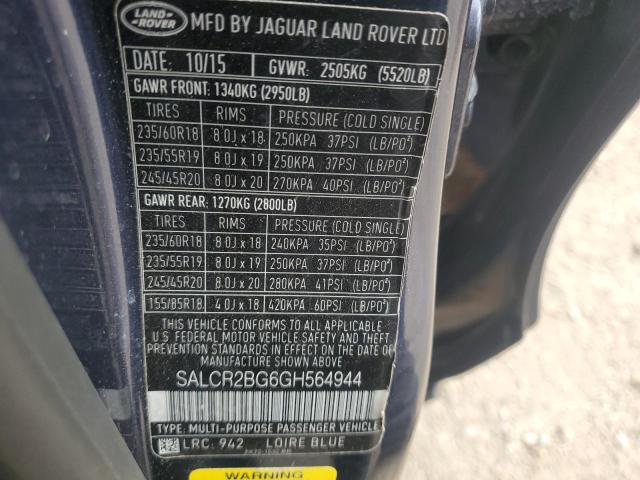 LAND-
ROVER
MFD BY JAGUAR LAND ROVER LTD
DATE: 10/15 GVWR: 2505KG (5520LB)
GAWR FRONT: 1340KG (2950LB)
TIRES RIMS PRESSURE (COLD SINGLE)
235/60R18 8.0J x 18 250KPA 37PSI (LB/PO²)
235/55R19 8.0J x 19 250KPA 37PSI (LB/PO²)
245/45R20 8.0J x 20 270KPA 40PSI (LB/PO²)
GAWR REAR: 1270KG (2800LB)
TIRES RIMS PRESSURE (COLD SINGLE)
235/60R18 8.0J x 18 240KPA 35PSI (LB/PO²)
235/55R19 8.0J x 19 250KPA 37PSI (LB/PO²)
245/45R20 8.0J x 20 280KPA 41PSI (LB/PO²)
155/85R18 4.0J x 18 420KPA 60PSI (LB/PO²)
THIS VEHICLE CONFORMS TO ALL APPLICABLE
U.S. FEDERAL MOTOR VEHICLE SAFETY AND THEFT
PREVENTION STANDARDS IN EFFECT ON THE DATE OF
MANUFACTURE SHOWN ABOVE
SALCR2BG6GH564944
TYPE: MULTI-PURPOSE PASSENGER VEHICLE
LRC: 942 LOIRE BLUE
WARNING